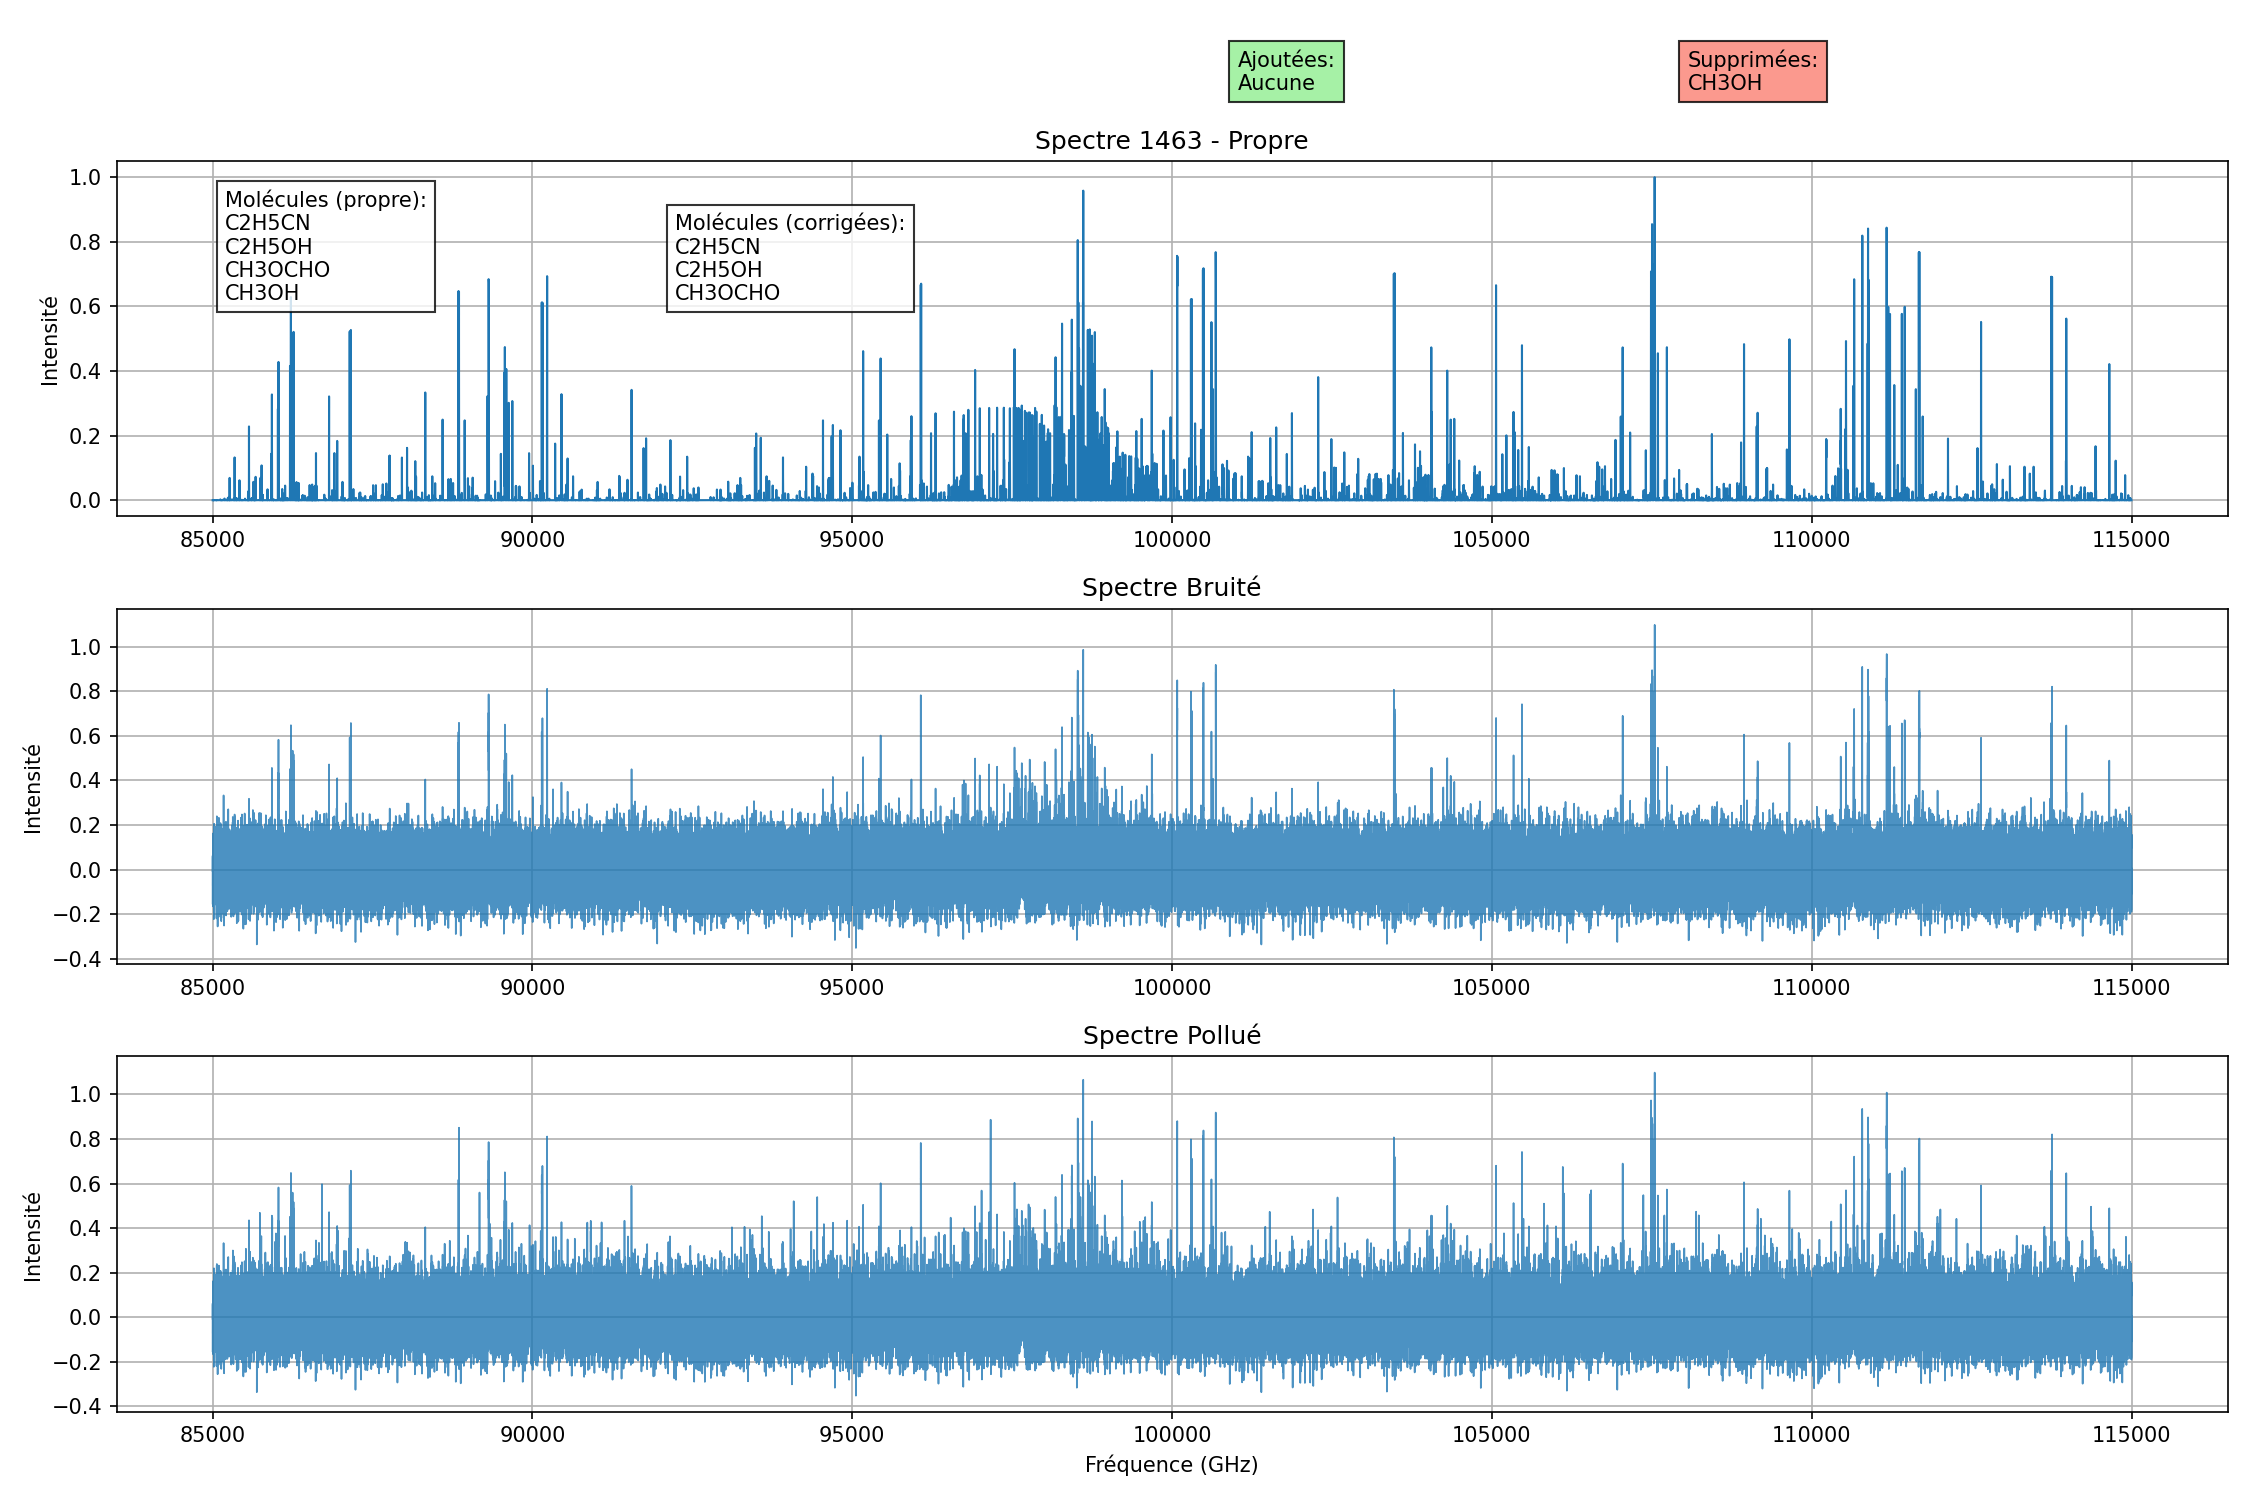 Ajoutées:
Aucune
Supprimées:
CH3OH
Spectre 1463 - Propre
Molécules (propre):
C2H5CN
C2H5OH
CH3OCHO
CH3OH
Molécules (corrigées):
C2H5CN
C2H5OH
CH3OCHO
Intensité
1.0
0.8
0.6
0.4
0.2
0.0
85000 90000 95000 100000 105000 110000 115000
Spectre Bruité
Intensité
1.0
0.8
0.6
0.4
0.2
0.0
−0.2
−0.4
85000 90000 95000 100000 105000 110000 115000
Spectre Pollué
Intensité
1.0
0.8
0.6
0.4
0.2
0.0
−0.2
−0.4
85000 90000 95000 100000 105000 110000 115000
Fréquence (GHz)